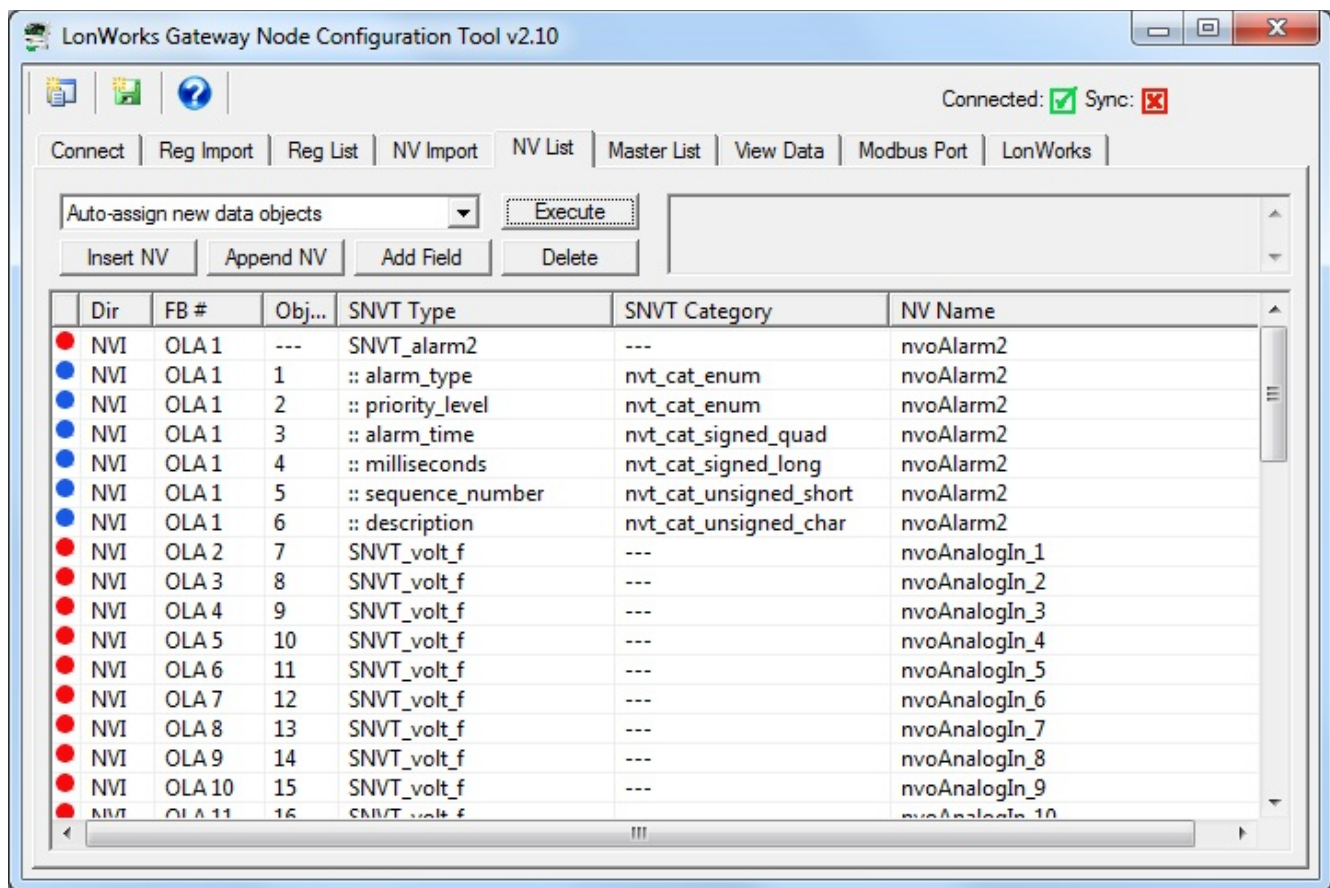 LonWorks Gateway Node Configuration Tool v2.10
Connected: Sync:
Connect Reg Import Reg List NV Import NV List Master List View Data Modbus Port LonWorks
Auto-assign new data objects Execute
Insert NV Append NV Add Field Delete
Dir FB # Obj... SNVT Type SNVT Category NV Name
NVI OLA 1 --- SNVT_alarm2 --- nvoAlarm2
NVI OLA 1 1 :: alarm_type nvt_cat_enum nvoAlarm2
NVI OLA 1 2 :: priority_level nvt_cat_enum nvoAlarm2
NVI OLA 1 3 :: alarm_time nvt_cat_signed_quad nvoAlarm2
NVI OLA 1 4 :: milliseconds nvt_cat_signed_long nvoAlarm2
NVI OLA 1 5 :: sequence_number nvt_cat_unsigned_short nvoAlarm2
NVI OLA 1 6 :: description nvt_cat_unsigned_char nvoAlarm2
NVI OLA 2 7 SNVT_volt_f --- nvoAnalogIn_1
NVI OLA 3 8 SNVT_volt_f --- nvoAnalogIn_2
NVI OLA 4 9 SNVT_volt_f --- nvoAnalogIn_3
NVI OLA 5 10 SNVT_volt_f --- nvoAnalogIn_4
NVI OLA 6 11 SNVT_volt_f --- nvoAnalogIn_5
NVI OLA 7 12 SNVT_volt_f --- nvoAnalogIn_6
NVI OLA 8 13 SNVT_volt_f --- nvoAnalogIn_7
NVI OLA 9 14 SNVT_volt_f --- nvoAnalogIn_8
NVI OLA 10 15 SNVT_volt_f --- nvoAnalogIn_9
NVI OLA 11 16 SNVT_volt_f nvoAnalogIn_10